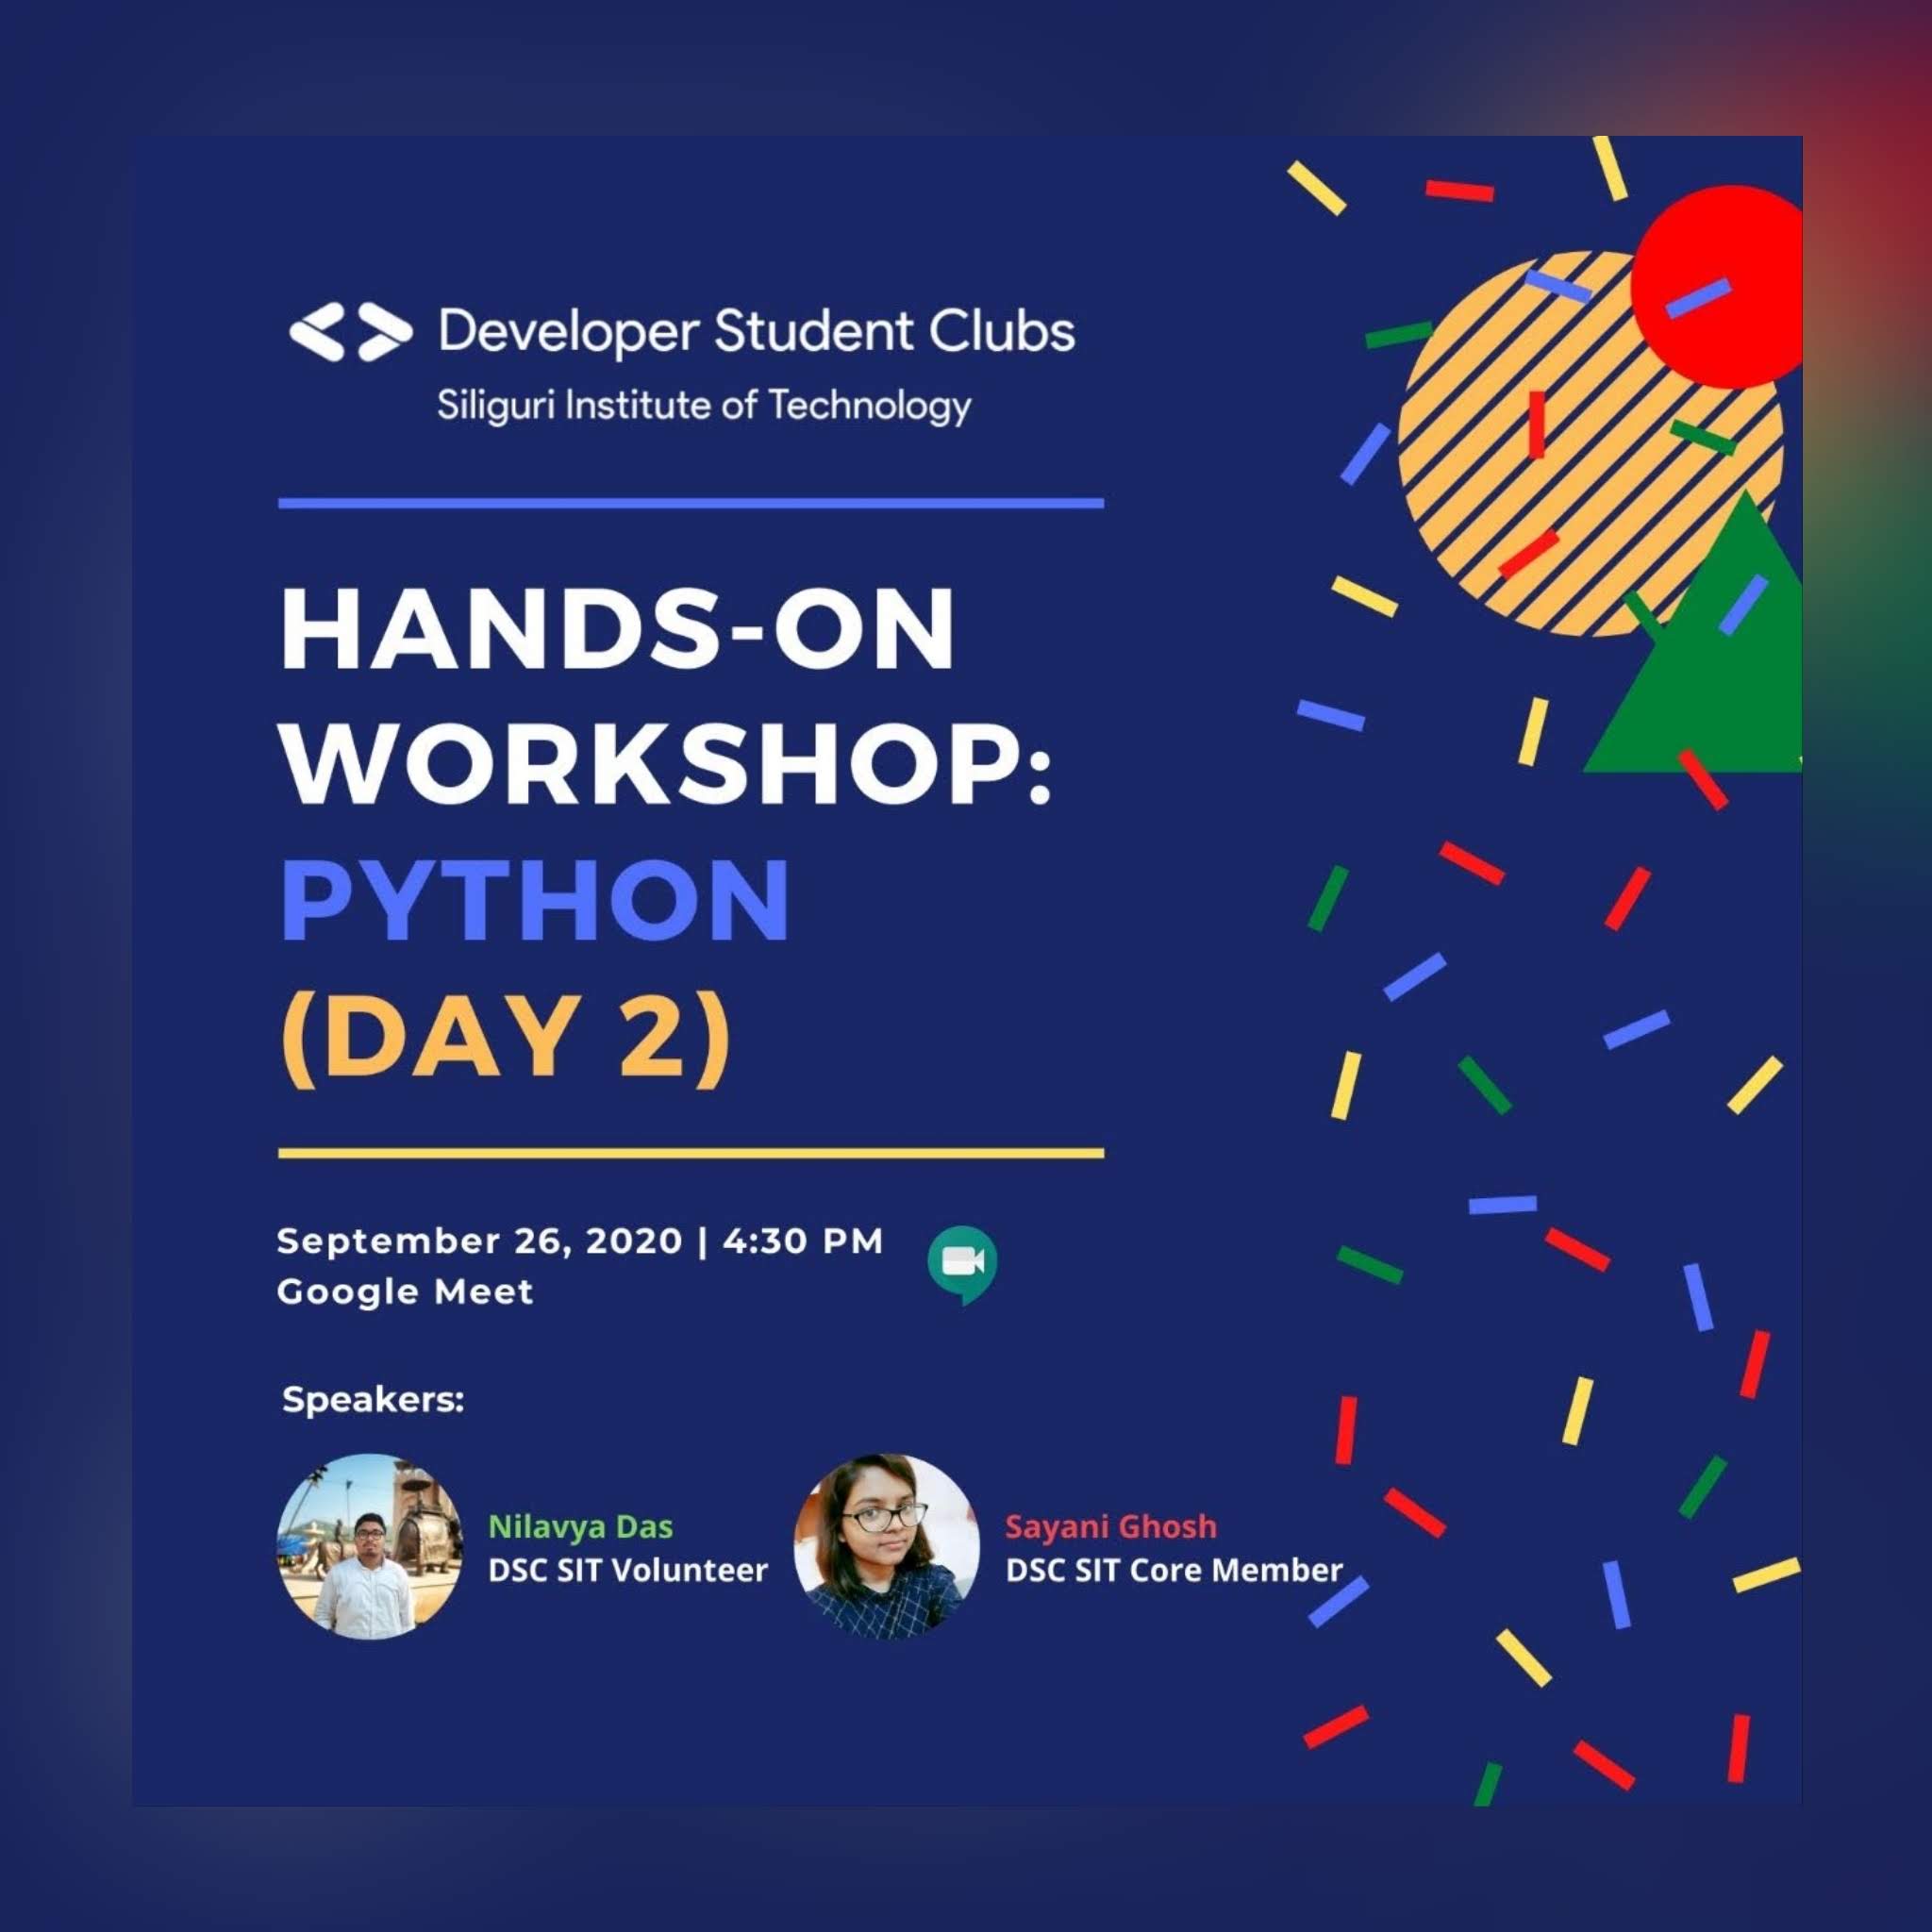 Developer Student Clubs
Siliguri Institute of Technology
HANDS-ON
WORKSHOP:
PYTHON
(DAY 2)
September 26, 2020 | 4:30 PM
Google Meet
Speakers:
Nilavya Das
DSC SIT Volunteer
Sayani Ghosh
DSC SIT Core Member